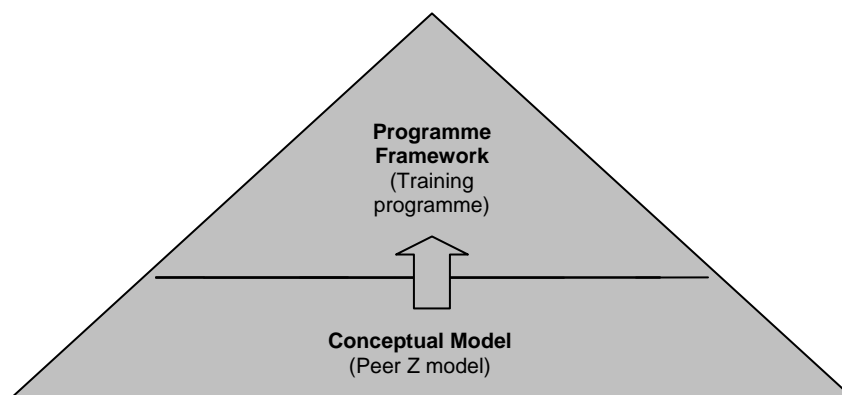 Programme
Framework
(Training
programme)
Conceptual Model
(Peer Z model)